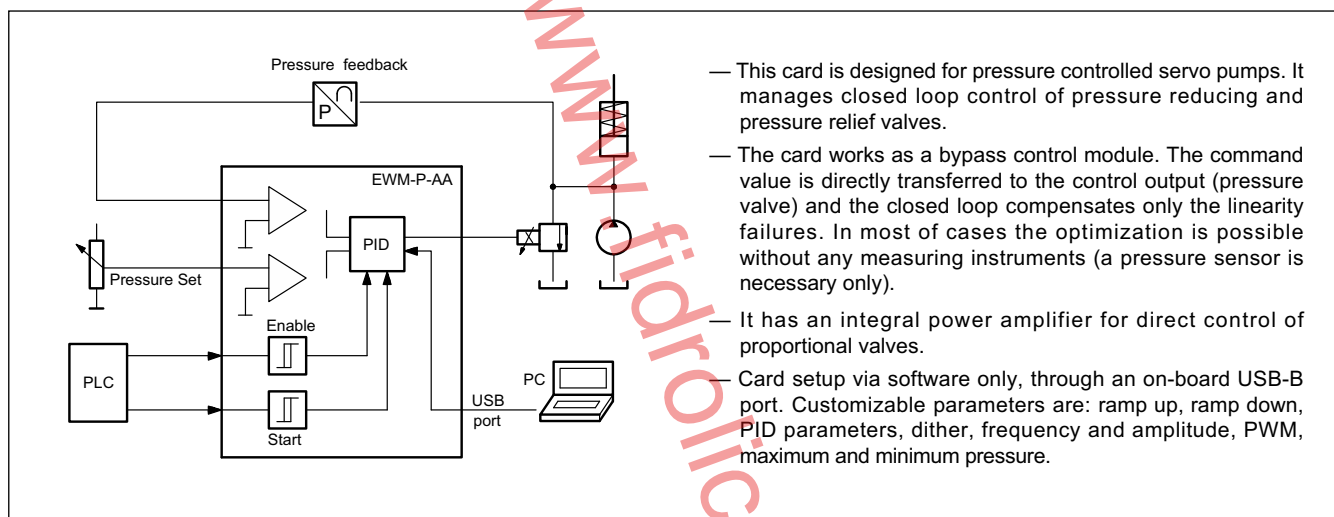 Pressure feedback
P
EWM-P-AA
PID
Pressure Set
Enable
PLC
Start
USB
port
PC
— This card is designed for pressure controlled servo pumps. It
manages closed loop control of pressure reducing and
pressure relief valves.
— The card works as a bypass control module. The command
value is directly transferred to the control output (pressure
valve) and the closed loop compensates only the linearity
failures. In most of cases the optimization is possible
without any measuring instruments (a pressure sensor is
necessary only).
— It has an integral power amplifier for direct control of
proportional valves.
— Card setup via software only, through an on-board USB-B
port. Customizable parameters are: ramp up, ramp down,
PID parameters, dither, frequency and amplitude, PWM,
maximum and minimum pressure.
www.fidrolic